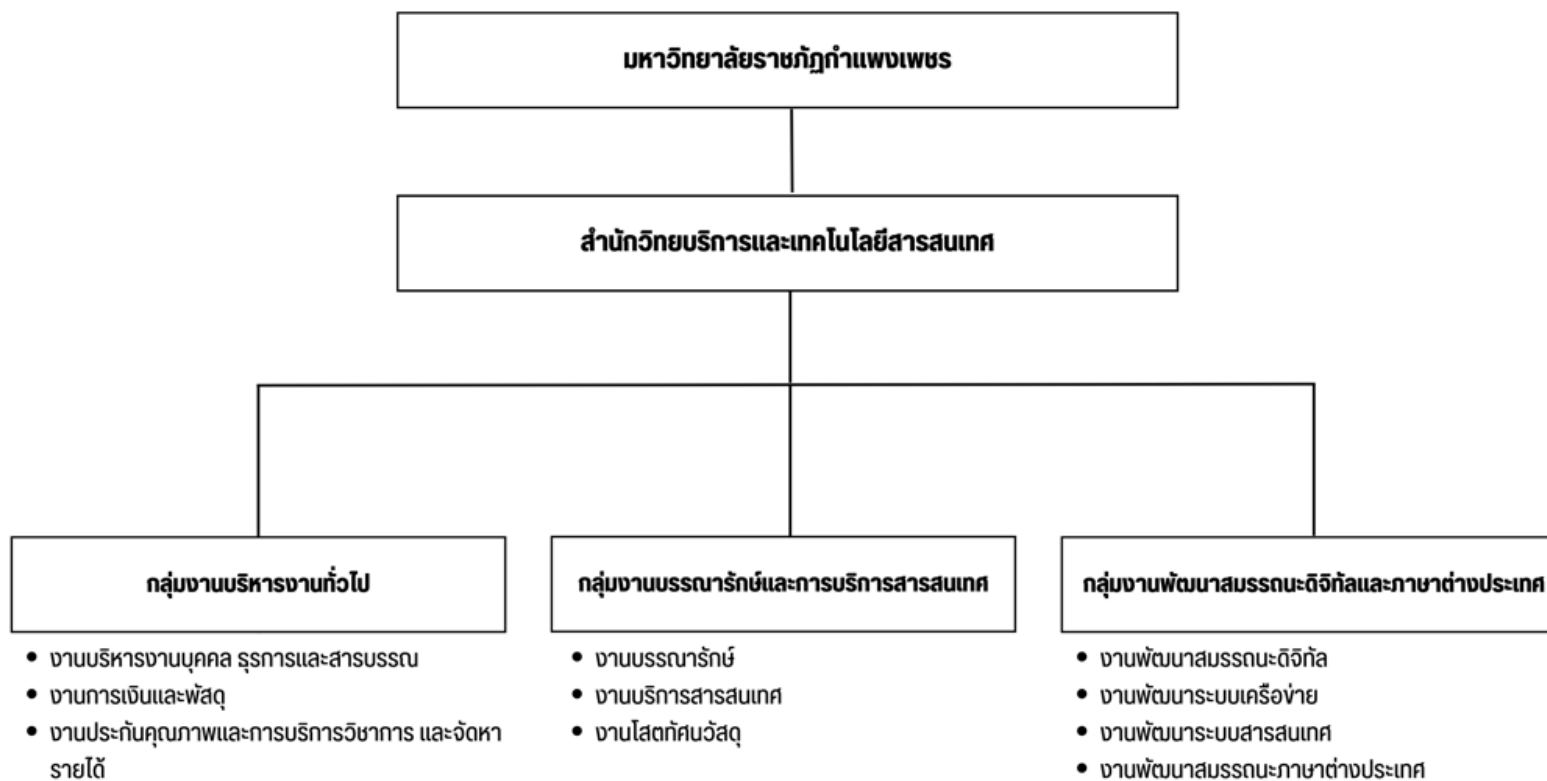 มหาวิทยาลัยราชภัฏกำแพงเพชร
สำนักวิทยบริการและเทคโนโลยีสารสนเทศ
กลุ่มงานบริหารงานทั่วไป
• งานบริหารงานบุคคล ธุรการและสารบรรณ
• งานการเงินและพัสดุ
• งานประกันคุณภาพและการบริการวิชาการ และจัดหา
รายได้
กลุ่มงานบรรณารักษ์และการบริการสารสนเทศ
• งานบรรณารักษ์
• งานบริการสารสนเทศ
• งานโสตทัศนวัสดุ
กลุ่มงานพัฒนาสมรรถนะดิจิทัลและภาษาต่างประเทศ
• งานพัฒนาสมรรถนะดิจิทัล
• งานพัฒนาระบบเครือข่าย
• งานพัฒนาระบบสารสนเทศ
• งานพัฒนาสมรรถนะภาษาต่างประเทศ